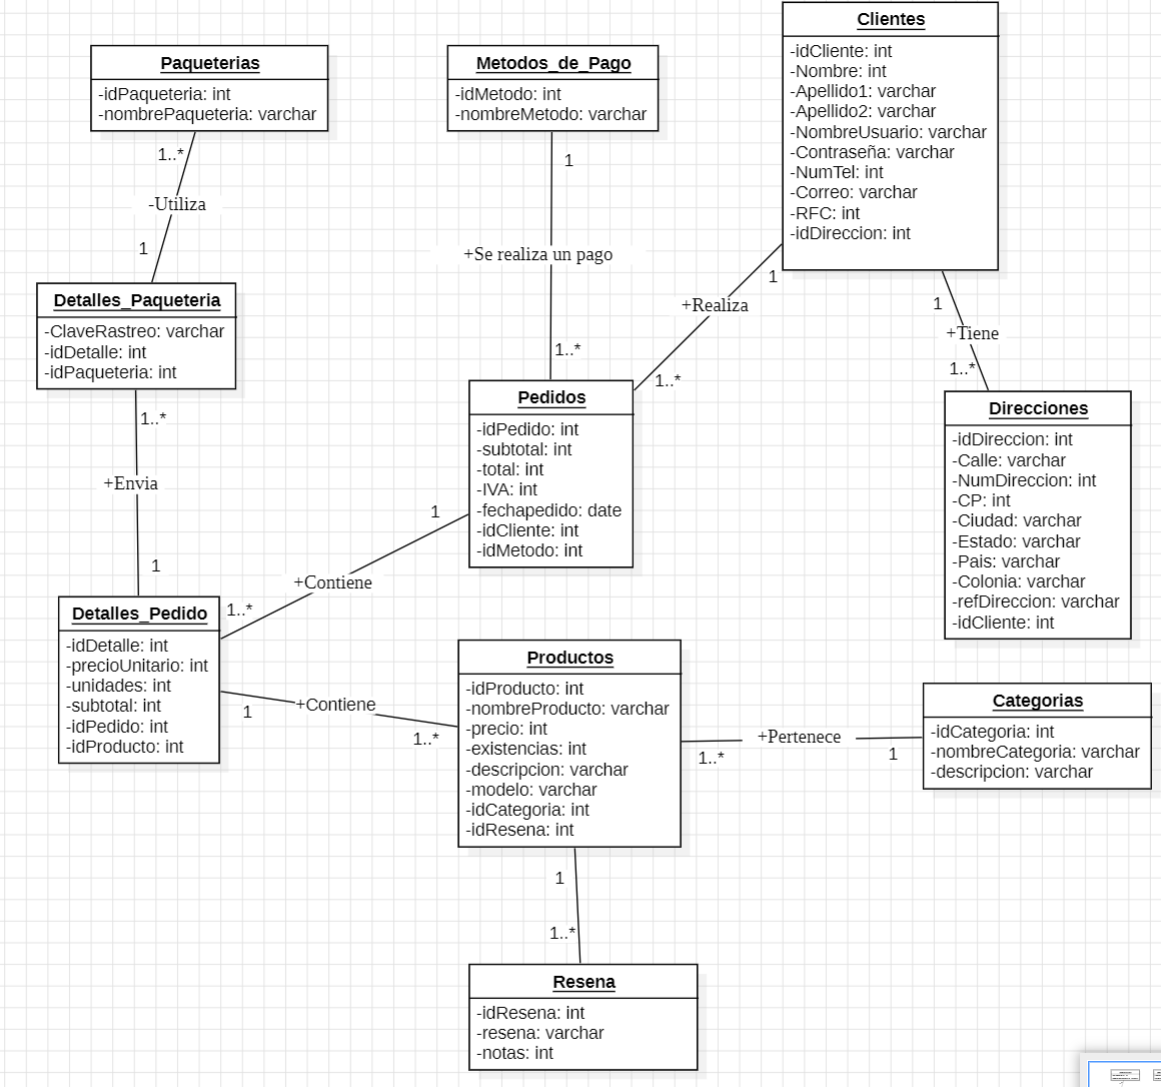 Paqueterias
-idPaqueteria: int
-nombrePaqueteria: varchar
1..*
-Utiliza
1
Detalles_Paqueteria
-ClaveRastreo: varchar
-idDetalle: int
-idPaqueteria: int
1..*
+Envia
1
Detalles_Pedido
-idDetalle: int
-precioUnitario: int
-unidades: int
-subtotal: int
-idPedido: int
-idProducto: int
Metodos_de_Pago
-idMetodo: int
-nombreMetodo: varchar
1
+Se realiza un pago
1..*
Clientes
-idCliente: int
-Nombre: int
-Apellido1: varchar
-Apellido2: varchar
-NombreUsuario: varchar
-Contraseña: varchar
-NumTel: int
-Correo: varchar
-RFC: int
-idDireccion: int
1
+Realiza
1..*
1
+Tiene
1..*
Pedidos
-idPedido: int
-subtotal: int
-total: int
-IVA: int
-fechapedido: date
-idCliente: int
-idMetodo: int
1
+Contiene
1..*
Direcciones
-idDireccion: int
-Calle: varchar
-NumDireccion: int
-CP: int
-Ciudad: varchar
-Estado: varchar
-Pais: varchar
-Colonia: varchar
-refDireccion: varchar
-idCliente: int
1
+Contiene
1..*
Productos
-idProducto: int
-nombreProducto: varchar
-precio: int
-existencias: int
-descripcion: varchar
-modelo: varchar
-idCategoria: int
-idResena: int
1..*
+Pertenece
1
Categorias
-idCategoria: int
-nombreCategoria: varchar
-descripcion: varchar
1
1..*
Resena
-idResena: int
-resena: varchar
-notas: int